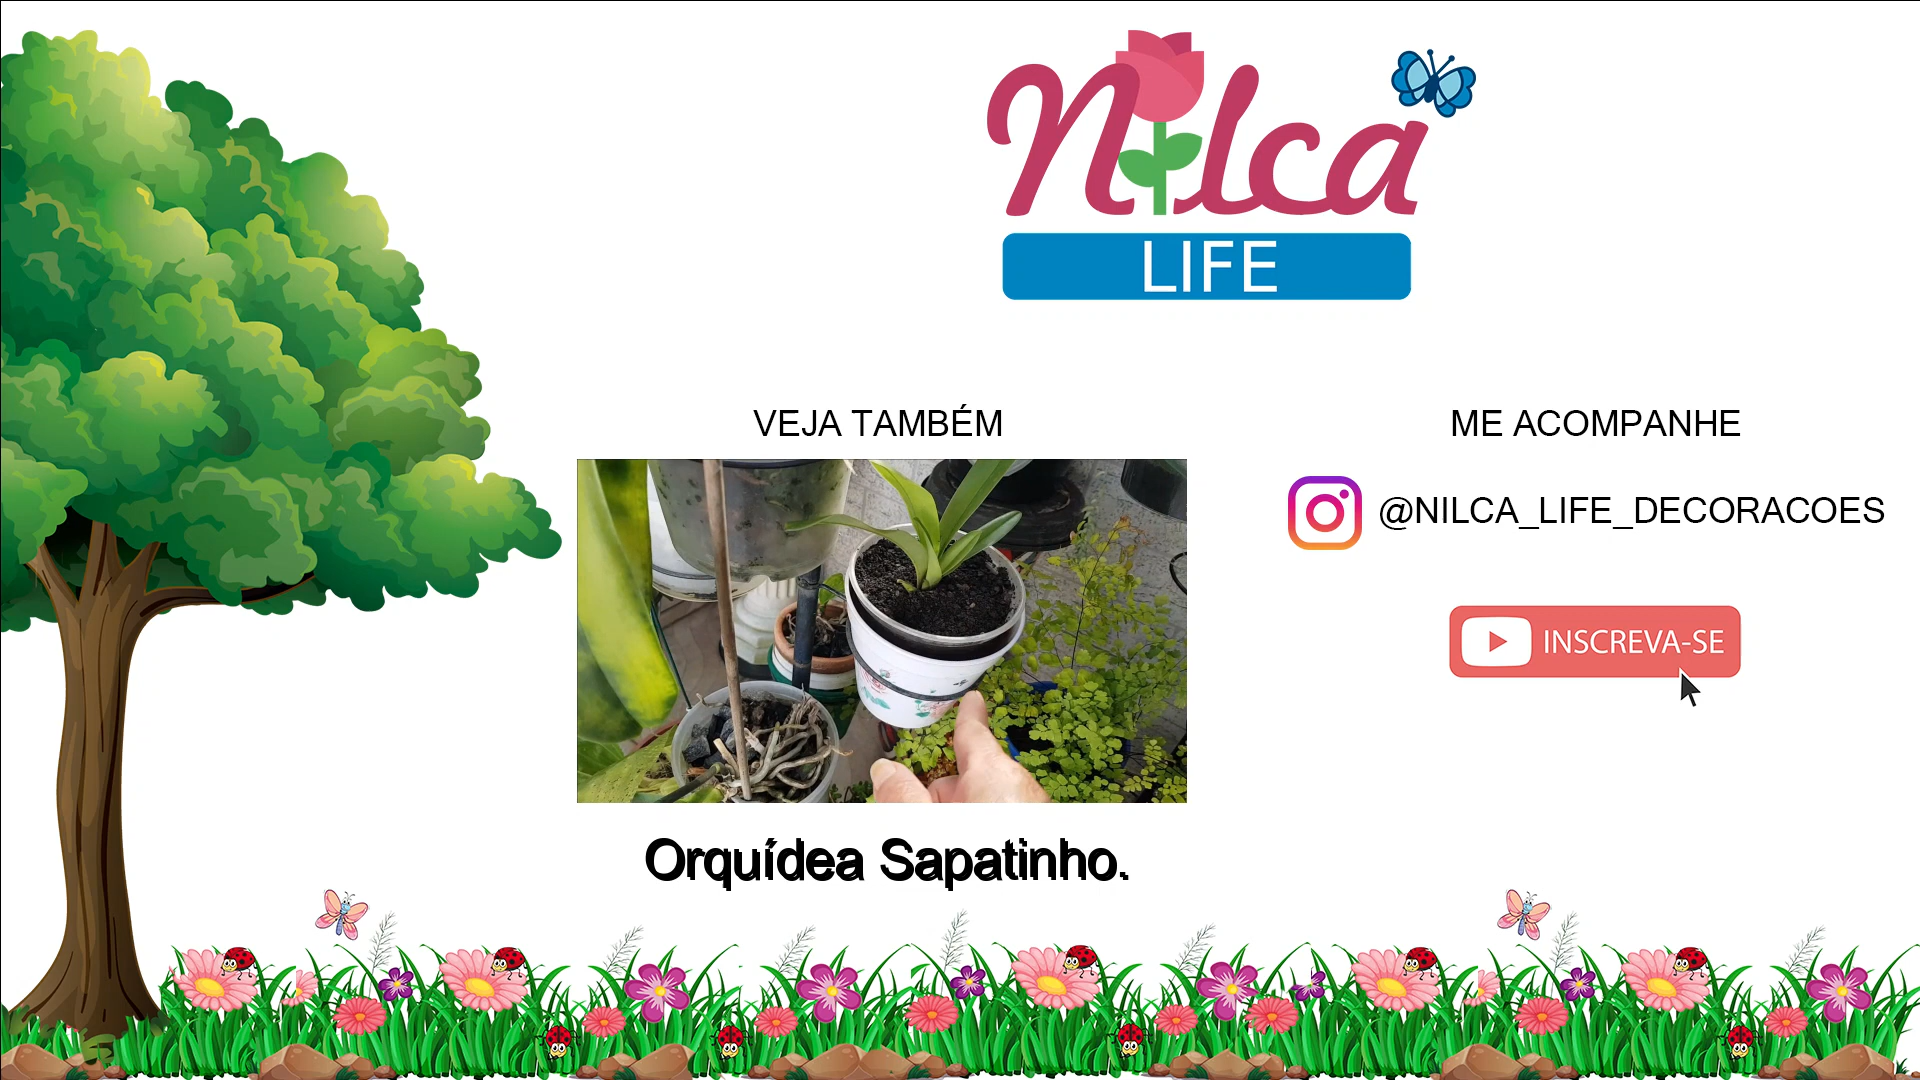 Nilca
LIFE
VEJA TAMBÉM
Orquídea Sapatinho.
ME ACOMPANHE
@NILCA_LIFE_DECORACOES
INSCREVA-SE